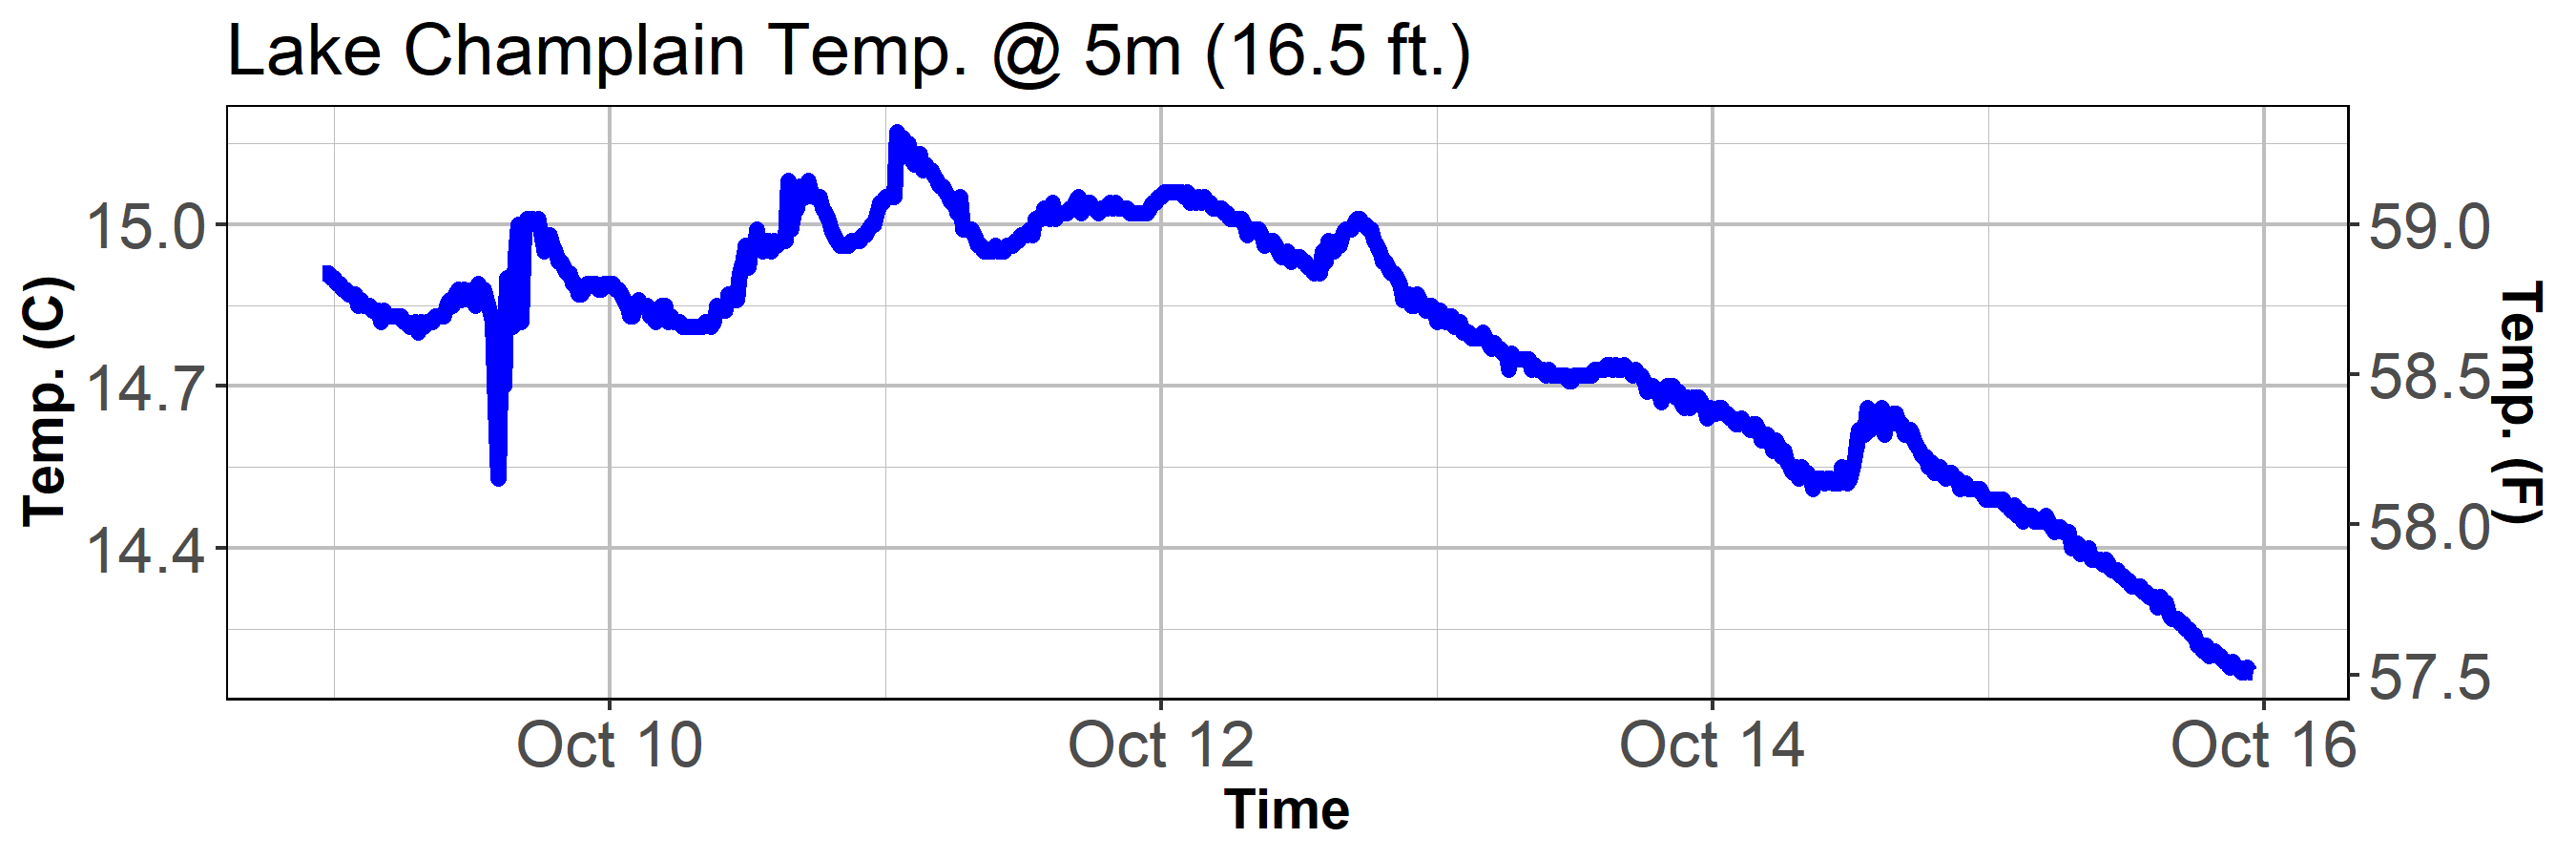 Lake Champlain Temp. @ 5m (16.5 ft.)
Temp. (C)
15.0
14.7
14.4
59.0
58.5
58.0
57.5
Temp. (F)
Oct 10 Oct 12 Oct 14 Oct 16
Time